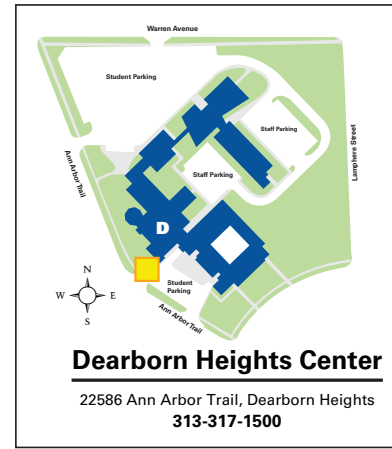 Warren Avenue
Student Parking
Staff Parking
Lamphere Street
Ann Arbor Trail
Staff Parking
D
N
W E
S
Student
Parking
Ann Arbor Trail
Dearborn Heights Center
22586 Ann Arbor Trail, Dearborn Heights
313-317-1500